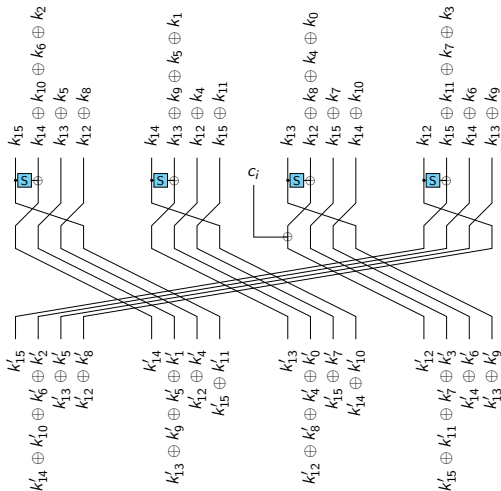 k′₁₅ k₁₅
S
k′₁₄ ⊕ k′₁₀ ⊕ k′₆ ⊕ k′₂ k₁₄ ⊕ k₁₀ ⊕ k₆ ⊕ k₂
k′₁₃ ⊕ k′₅ k₁₃ ⊕ k₅
k′₁₂ ⊕ k′₈ k₁₂ ⊕ k₈
k′₁₄ k₁₄
S
k′₁₃ ⊕ k′₉ ⊕ k′₅ ⊕ k′₁ k₁₃ ⊕ k₉ ⊕ k₅ ⊕ k₁
k′₁₂ ⊕ k′₄ k₁₂ ⊕ k₄
k′₁₅ ⊕ k′₁₁ k₁₅ ⊕ k₁₁
cᵢ
k′₁₃ k₁₃
S
k′₁₂ ⊕ k′₈ ⊕ k′₄ ⊕ k′₀ k₁₂ ⊕ k₈ ⊕ k₄ ⊕ k₀
k′₁₅ ⊕ k′₇ k₁₅ ⊕ k₇
k′₁₄ ⊕ k′₁₀ k₁₄ ⊕ k₁₀
k′₁₂ k₁₂
S
k′₁₅ ⊕ k′₁₁ ⊕ k′₇ ⊕ k′₃ k₁₅ ⊕ k₁₁ ⊕ k₇ ⊕ k₃
k′₁₄ ⊕ k′₆ k₁₄ ⊕ k₆
k′₁₃ ⊕ k′₉ k₁₃ ⊕ k₉